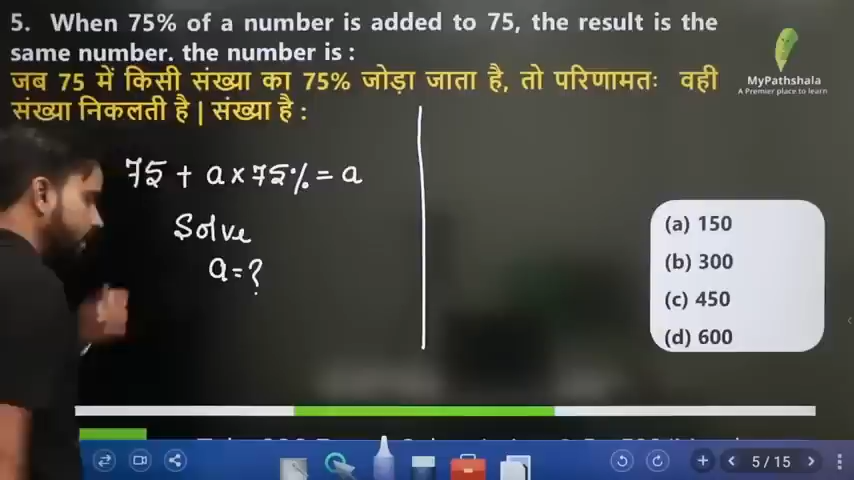 5. When 75% of a number is added to 75, the result is the
same number. the number is :
जब 75 में किसी संख्या का 75% जोड़ा जाता है, तो परिणामतः वही
संख्या निकलती है | संख्या है :
MyPathshala
A Premier place to learn
75 + a × 75% = a
Solve
a = ?
(a) 150
(b) 300
(c) 450
(d) 600
5 / 15